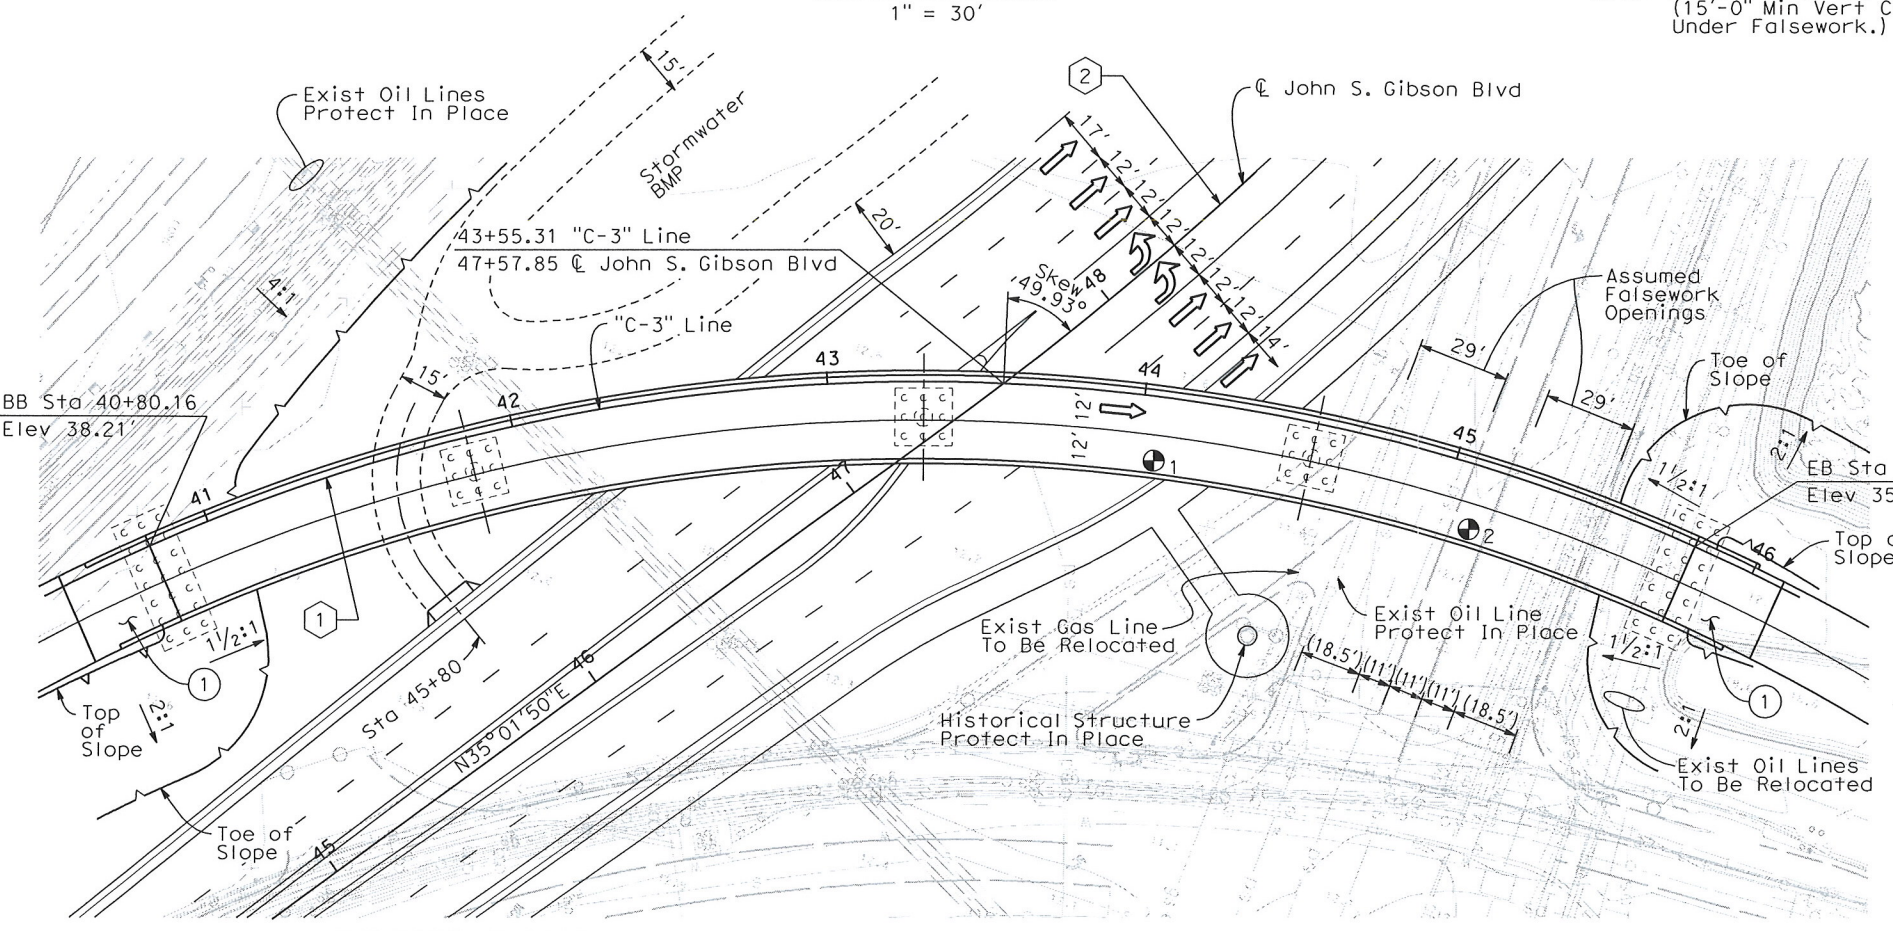 1" = 30'
(15'-0" Min Vert C
Under Falsework.)
15'
2
℄ John S. Gibson Blvd
Exist Oil Lines
Protect In Place
Stormwater
BMP
17'
12'
12'
12'
12'
12'
12'
12'
14'
20'
43+55.31 "C-3" Line
47+57.85 ℄ John S. Gibson Blvd
Skew
49.93°
48
4:1
"C-3" Line
Assumed
Falsework
Openings
29'
29'
Toe of
Slope
43
44
42
15'
BB Sta 40+80.16
Elev 38.21'
12'
12'
45
2:1
1
47
41
1½:1
EB Sta
Elev 35
2
46
Top o
Slope
1
1½:1
1
Top
of
Slope
2:1
Sta 45+80
46
N35°01'50"E
Exist Gas Line
To Be Relocated
Exist Oil Line
Protect In Place
(18.5')
(11')
(11')
(11')
(18.5')
1½:1
1
2:1
Historical Structure
Protect In Place
Exist Oil Lines
To Be Relocated
Toe of
Slope
45